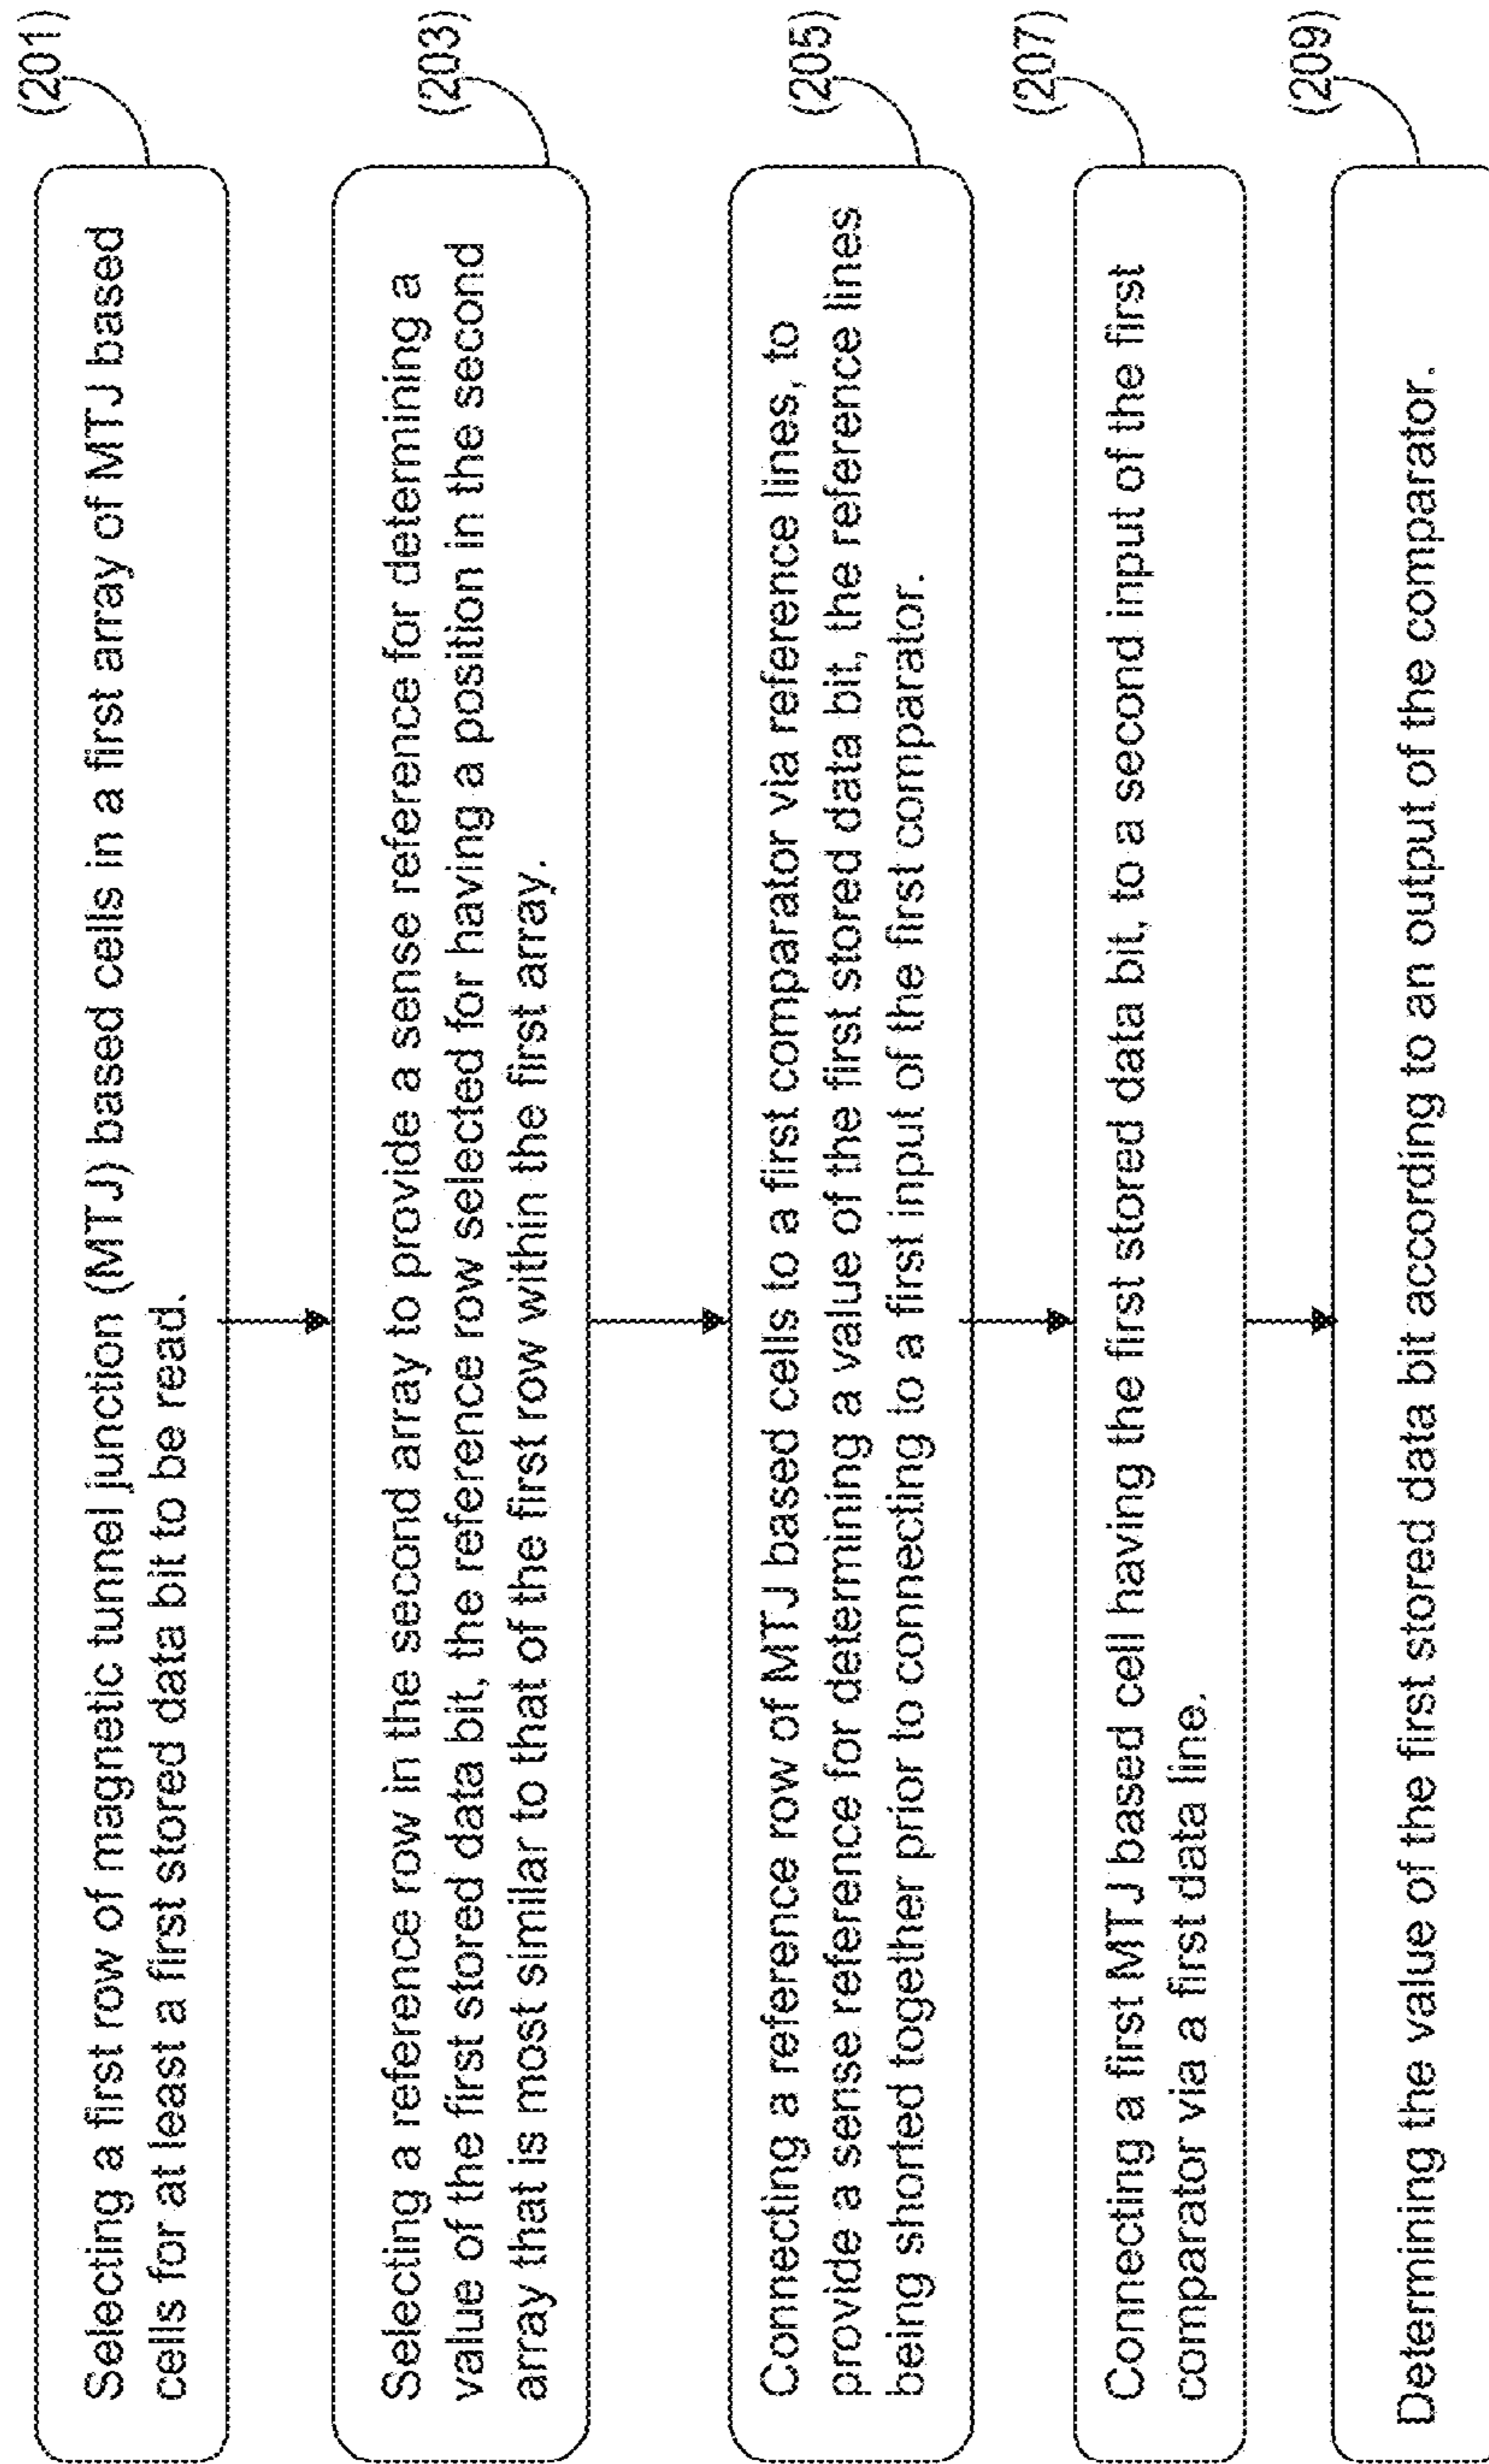 (201)
Selecting a first row of magnetic tunnel junction (MTJ) based cells in a first array of MTJ based
cells for at least a first stored data bit to be read.
(203)
Selecting a reference row in the second array to provide a sense reference for determining a
value of the first stored data bit, the reference row selected for having a position in the second
array that is most similar to that of the first row within the first array.
(205)
Connecting a reference row of MTJ based cells to a first comparator via reference lines, to
provide a sense reference for determining a value of the first stored data bit, the reference lines
being shorted together prior to connecting to a first input of the first comparator.
(207)
Connecting a first MTJ based cell having the first stored data bit, to a second input of the first
comparator via a first data line.
(209)
Determining the value of the first stored data bit according to an output of the comparator.